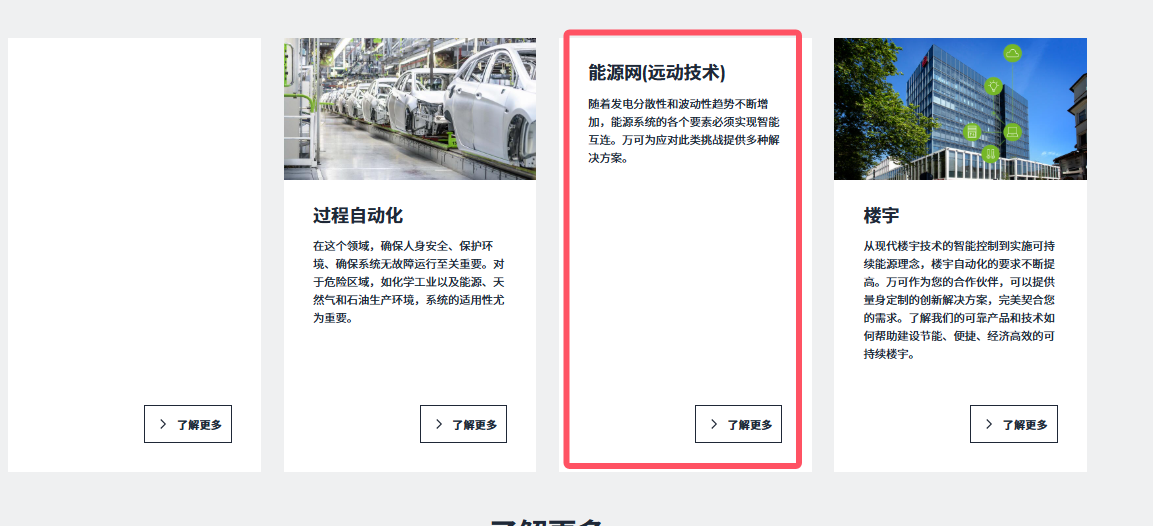 过程自动化
在这个领域，确保人身安全、保护环
境、确保系统无故障运行至关重要。对
于危险区域，如化学工业以及能源、天
然气和石油生产环境，系统的适用性尤
为重要。
能源网(远动技术)
随着发电分散性和波动性趋势不断增
加，能源系统的各个要素必须实现智能
互连。万可为应对此类挑战提供多种解
决方案。
楼宇
从现代楼宇技术的智能控制到实施可持
续能源理念，楼宇自动化的要求不断提
高。万可作为您的合作伙伴，可以提供
量身定制的创新解决方案，完美契合您
的需求。了解我们的可靠产品和技术如
何帮助建设节能、便捷、经济高效的可
持续楼宇。
了解更多
了解更多
了解更多
了解更多
了解更多